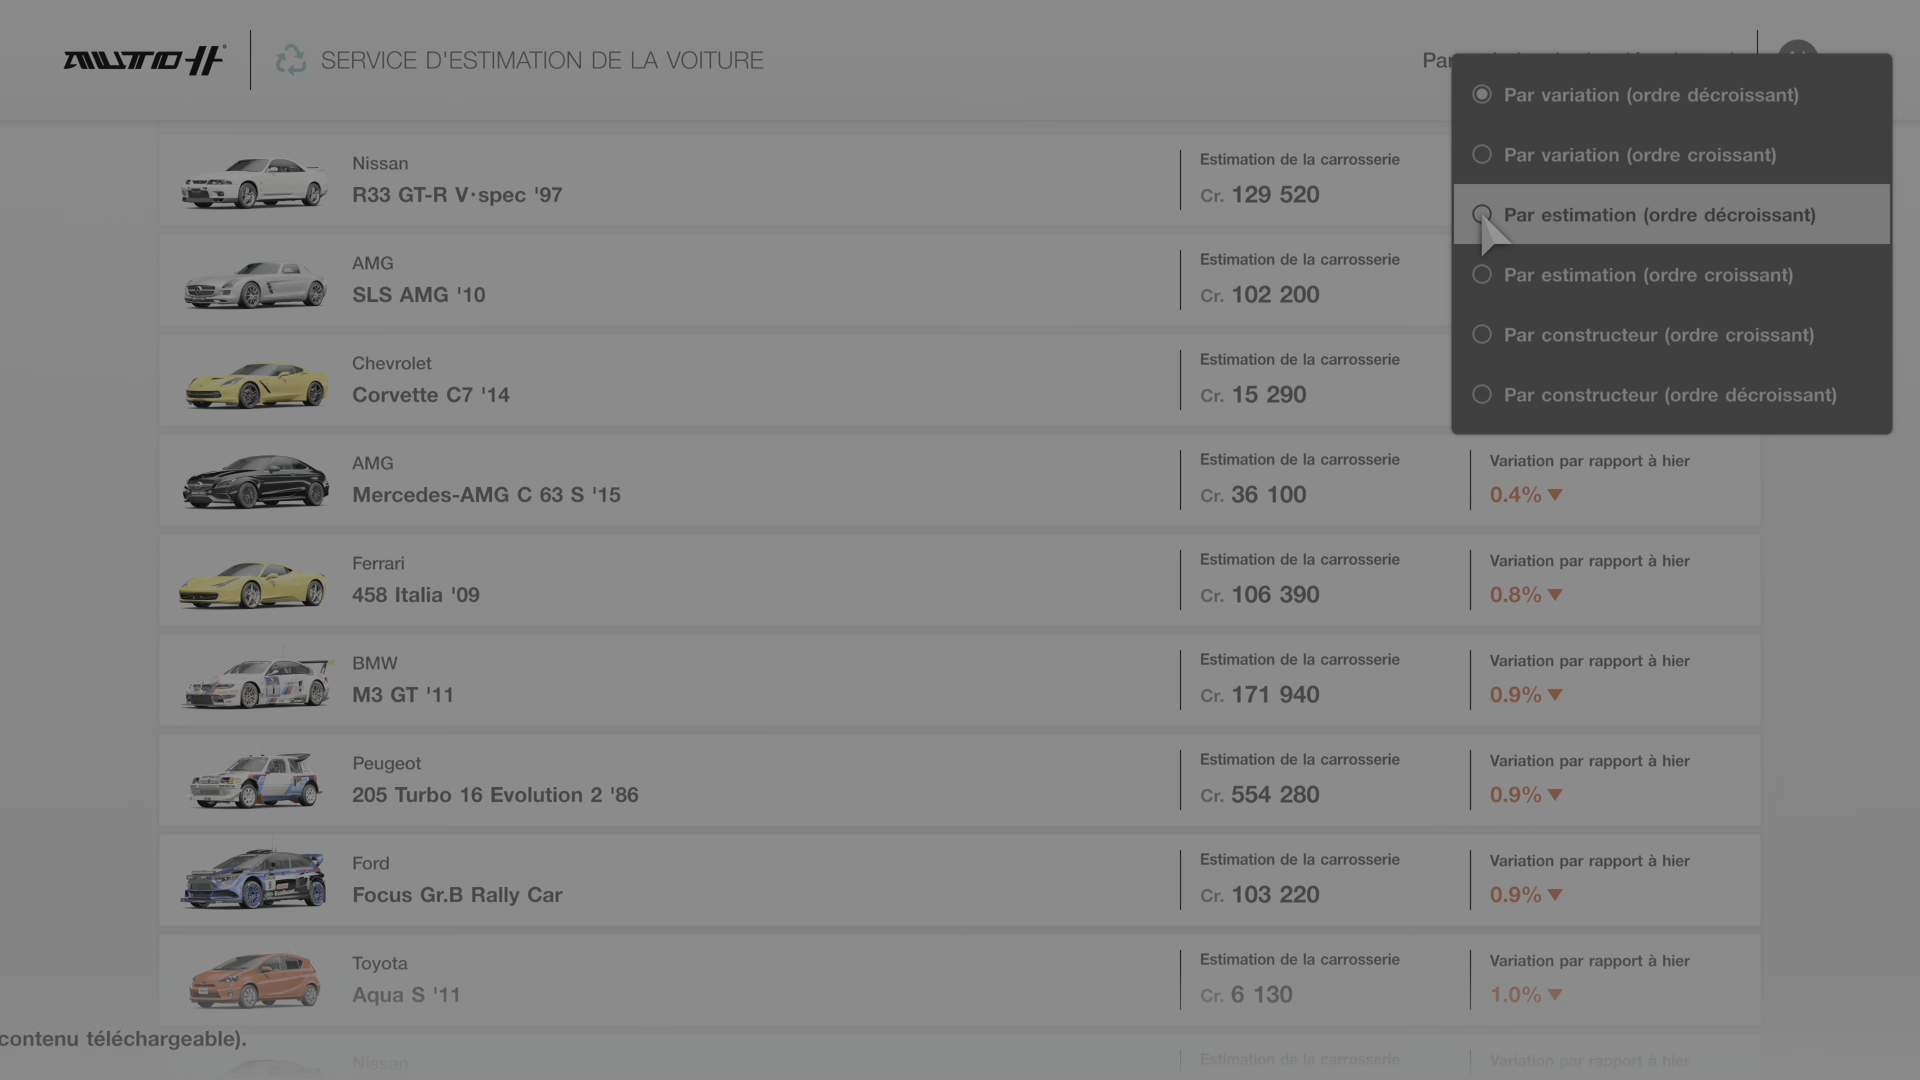 AUTO
SERVICE D'ESTIMATION DE LA VOITURE
Par variation (ordre décroissant)
Par variation (ordre croissant)
Par estimation (ordre décroissant)
Par estimation (ordre croissant)
Par constructeur (ordre croissant)
Par constructeur (ordre décroissant)
Nissan
R33 GT-R V·spec '97
Estimation de la carrosserie
Cr. 129 520
AMG
SLS AMG '10
Estimation de la carrosserie
Cr. 102 200
Chevrolet
Corvette C7 '14
Estimation de la carrosserie
Cr. 15 290
AMG
Mercedes-AMG C 63 S '15
Estimation de la carrosserie
Cr. 36 100
Variation par rapport à hier
0.4% ▼
Ferrari
458 Italia '09
Estimation de la carrosserie
Cr. 106 390
Variation par rapport à hier
0.8% ▼
BMW
M3 GT '11
Estimation de la carrosserie
Cr. 171 940
Variation par rapport à hier
0.9% ▼
Peugeot
205 Turbo 16 Evolution 2 '86
Estimation de la carrosserie
Cr. 554 280
Variation par rapport à hier
0.9% ▼
Ford
Focus Gr.B Rally Car
Estimation de la carrosserie
Cr. 103 220
Variation par rapport à hier
0.9% ▼
Toyota
Aqua S '11
Estimation de la carrosserie
Cr. 6 130
Variation par rapport à hier
1.0% ▼
contenu téléchargeable).
Nissan
Estimation de la carrosserie
Variation par rapport à hier